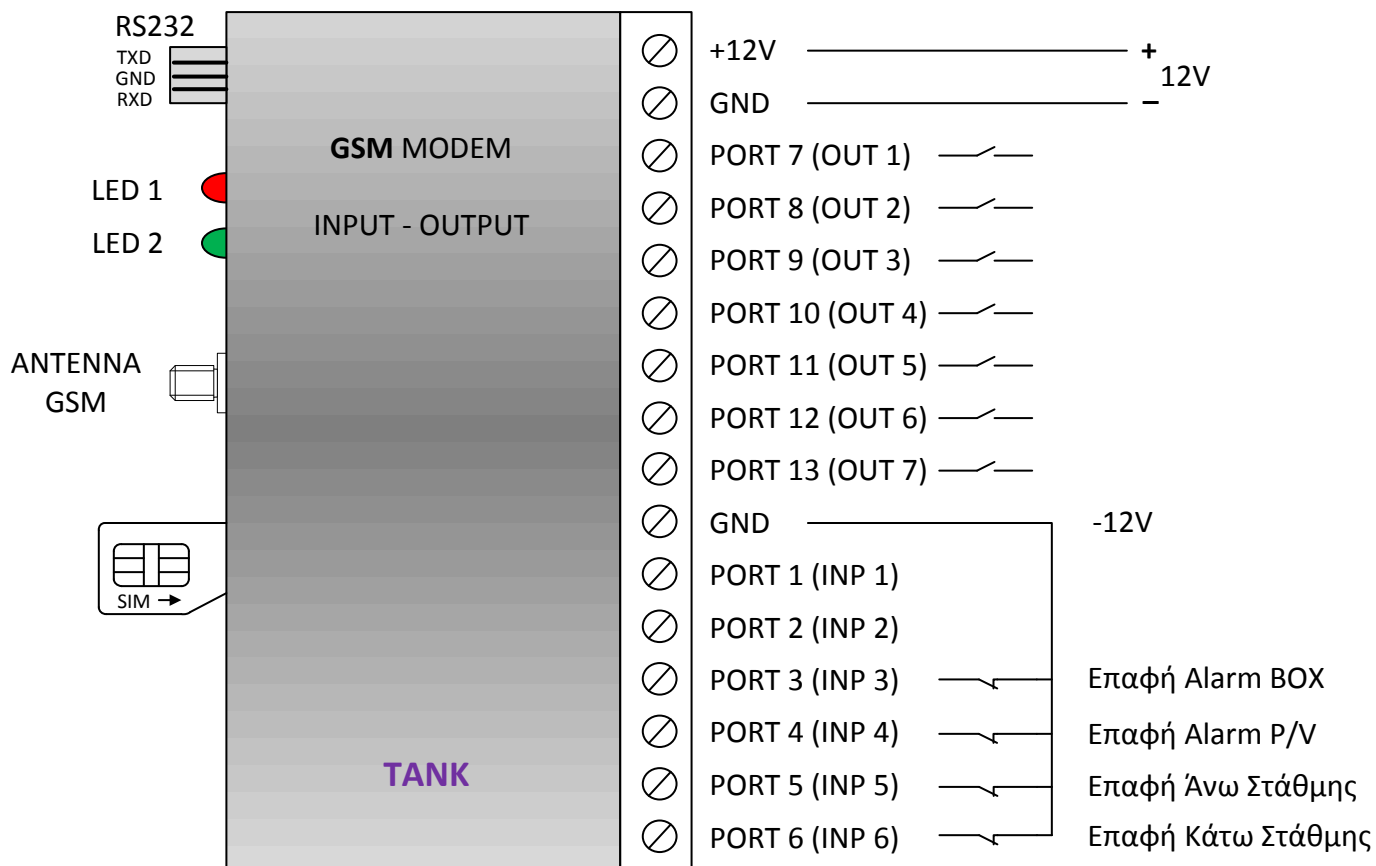 RS232
TXD
GND
RXD
LED 1
LED 2
ANTENNA
GSM
SIM
GSM MODEM
INPUT - OUTPUT
TANK
+12V +
12V
GND −
PORT 7 (OUT 1)
PORT 8 (OUT 2)
PORT 9 (OUT 3)
PORT 10 (OUT 4)
PORT 11 (OUT 5)
PORT 12 (OUT 6)
PORT 13 (OUT 7)
GND -12V
PORT 1 (INP 1)
PORT 2 (INP 2)
PORT 3 (INP 3) Επαφή Alarm BOX
PORT 4 (INP 4) Επαφή Alarm P/V
PORT 5 (INP 5) Επαφή Άνω Στάθμης
PORT 6 (INP 6) Επαφή Κάτω Στάθμης